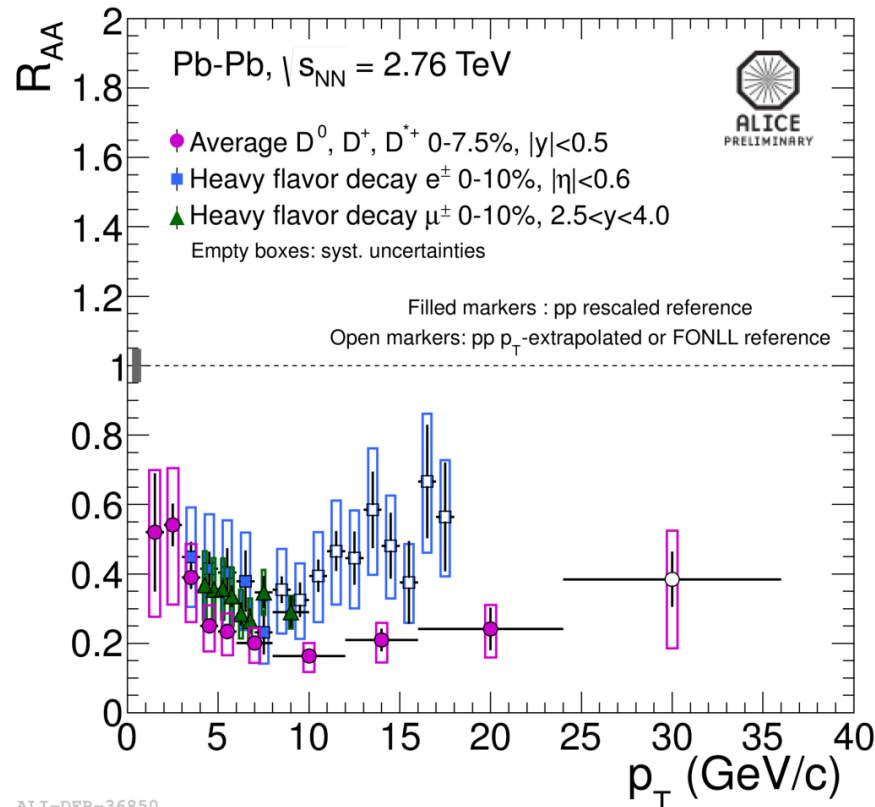 R_AA
2
1.8
1.6
1.4
1.2
1
0.8
0.6
0.4
0.2
0
Pb-Pb, √s_NN = 2.76 TeV
ALICE
PRELIMINARY
Average D^0, D^+, D^*+ 0-7.5%, |y|<0.5
Heavy flavor decay e^± 0-10%, |η|<0.6
Heavy flavor decay μ^± 0-10%, 2.5<y<4.0
Empty boxes: syst. uncertainties
Filled markers : pp rescaled reference
Open markers: pp p_T-extrapolated or FONLL reference
0 5 10 15 20 25 30 35 40
p_T (GeV/c)
ALI-DER-36850